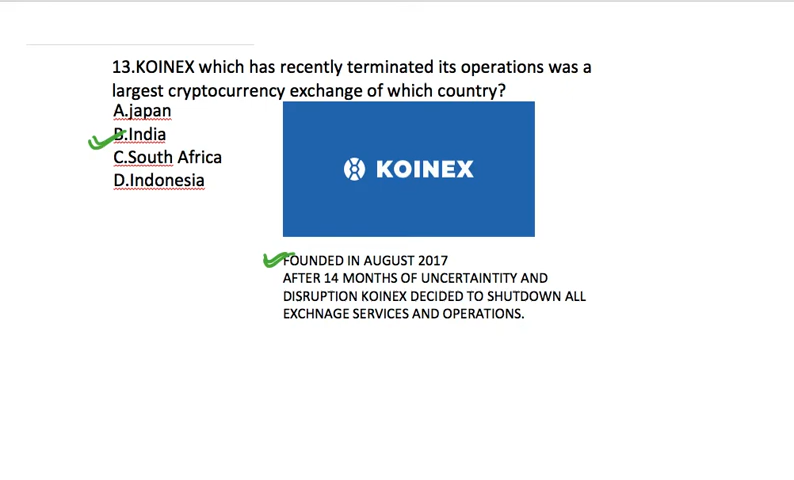 13.KOINEX which has recently terminated its operations was a
largest cryptocurrency exchange of which country?
A.japan
B.India
C.South Africa
D.Indonesia
KOINEX
FOUNDED IN AUGUST 2017
AFTER 14 MONTHS OF UNCERTAINTITY AND
DISRUPTION KOINEX DECIDED TO SHUTDOWN ALL
EXCHNAGE SERVICES AND OPERATIONS.